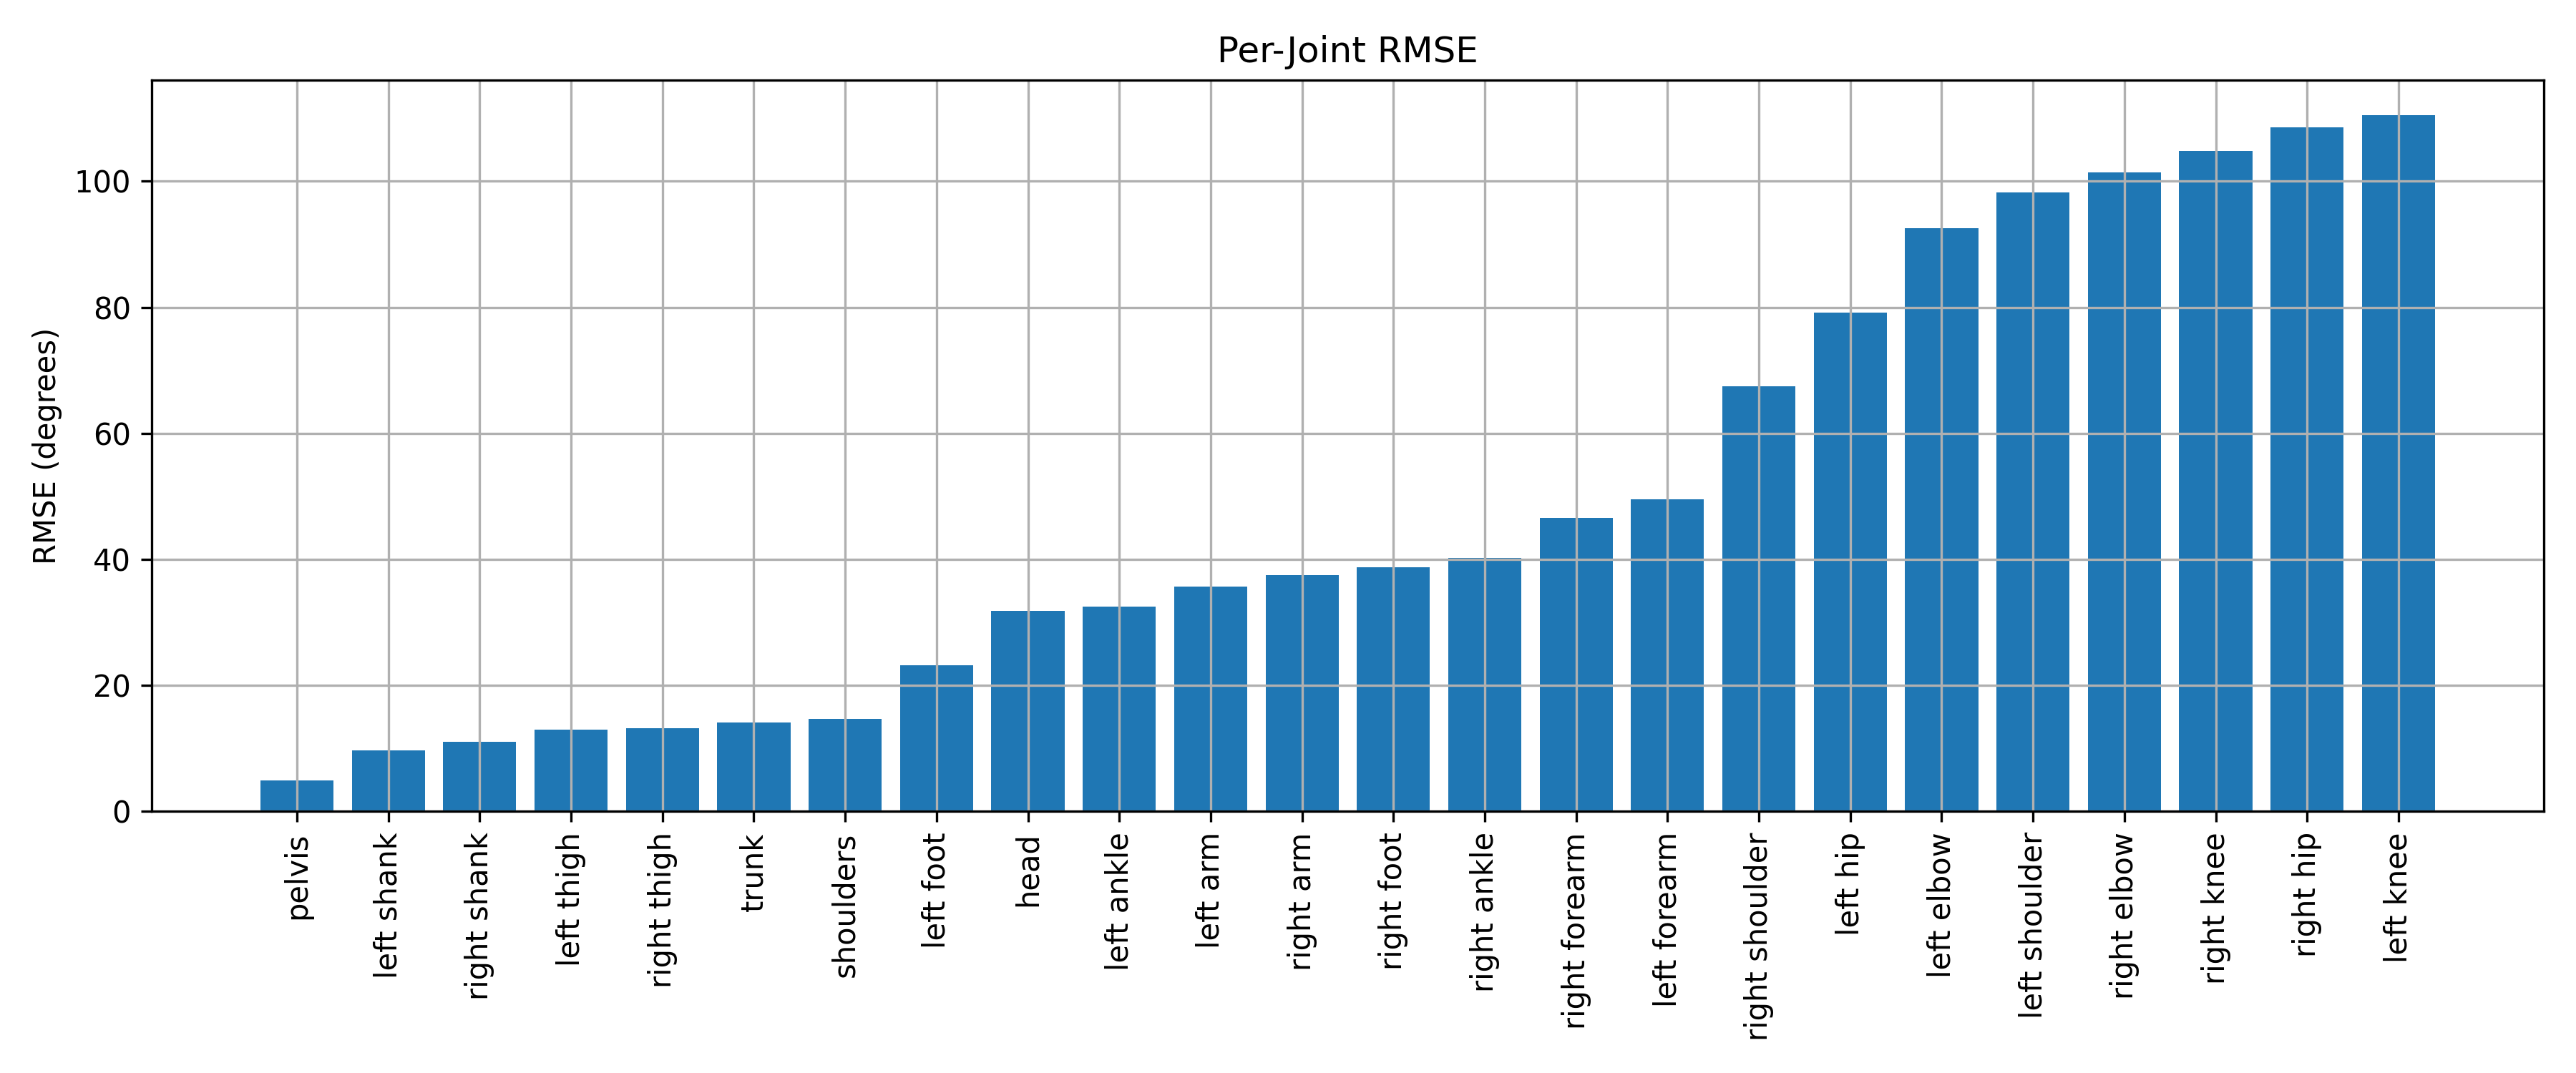 Per-Joint RMSE
RMSE (degrees)
100
80
60
40
20
0
pelvis
left shank
right shank
left thigh
right thigh
trunk
shoulders
left foot
head
left ankle
left arm
right arm
right foot
right ankle
right forearm
left forearm
right shoulder
left hip
left elbow
left shoulder
right elbow
right knee
right hip
left knee